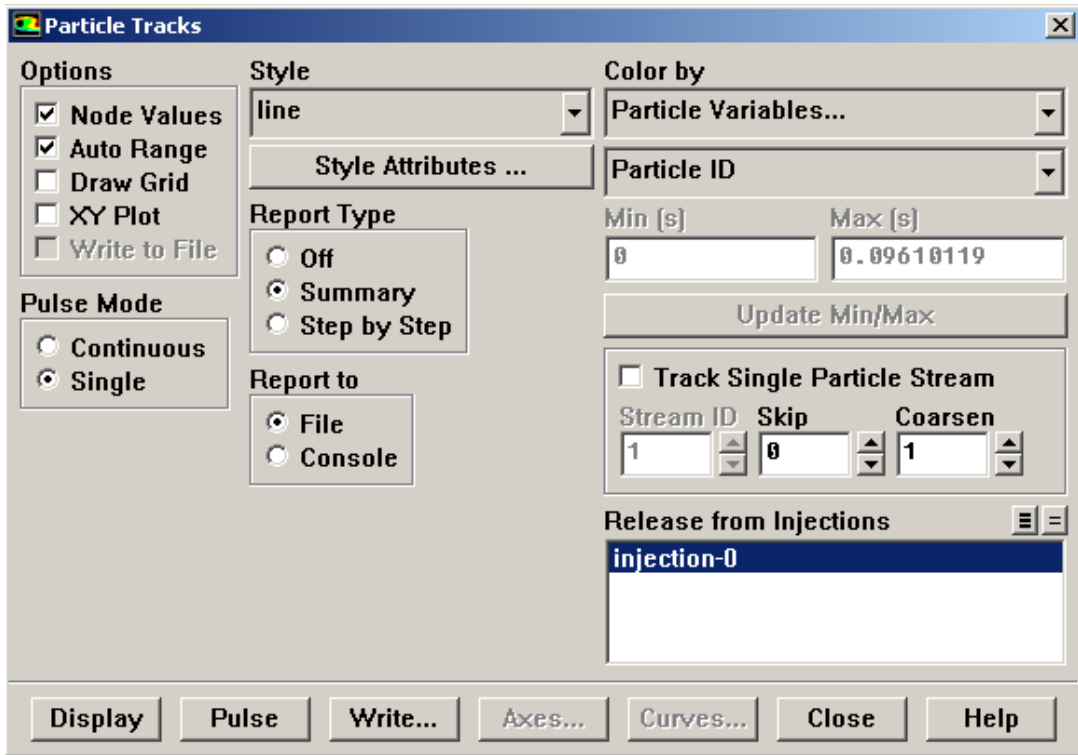 Particle Tracks
Options
Node Values
Auto Range
Draw Grid
XY Plot
Write to File
Pulse Mode
Continuous
Single
Style
line
Style Attributes ...
Report Type
Off
Summary
Step by Step
Report to
File
Console
Color by
Particle Variables...
Particle ID
Min (s) Max (s)
0 0.09610119
Update Min/Max
Track Single Particle Stream
Stream ID Skip Coarsen
1 0 1
Release from Injections
injection-0
Display Pulse Write... Axes... Curves... Close Help